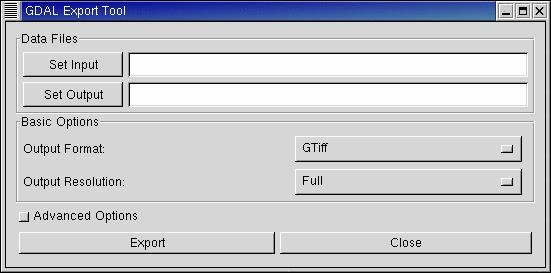 GDAL Export Tool
Data Files
Set Input
Set Output
Basic Options
Output Format: GTiff
Output Resolution: Full
Advanced Options
Export Close